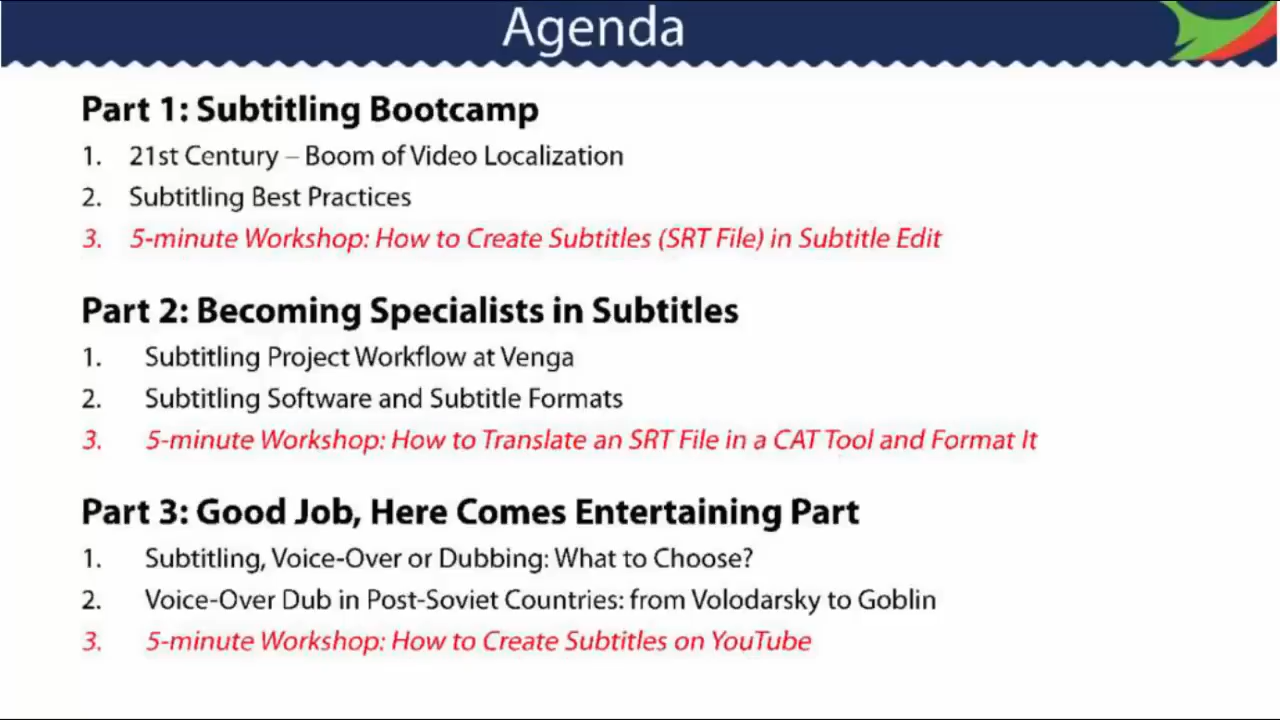 Agenda
Part 1: Subtitling Bootcamp
1. 21st Century – Boom of Video Localization
2. Subtitling Best Practices
3. 5-minute Workshop: How to Create Subtitles (SRT File) in Subtitle Edit
Part 2: Becoming Specialists in Subtitles
1. Subtitling Project Workflow at Venga
2. Subtitling Software and Subtitle Formats
3. 5-minute Workshop: How to Translate an SRT File in a CAT Tool and Format It
Part 3: Good Job, Here Comes Entertaining Part
1. Subtitling, Voice-Over or Dubbing: What to Choose?
2. Voice-Over Dub in Post-Soviet Countries: from Volodarsky to Goblin
3. 5-minute Workshop: How to Create Subtitles on YouTube